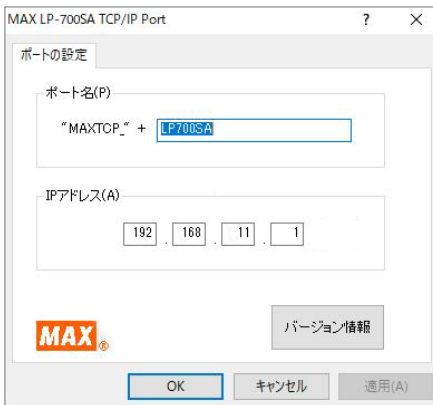 MAX LP-700SA TCP/IP Port ? ×
ポートの設定
ポート名(P)
"MAXTCP_" + LP700SA
IPアドレス(A)
192 . 168 . 11 . 1
MAX®
バージョン情報
OK キャンセル 適用(A)